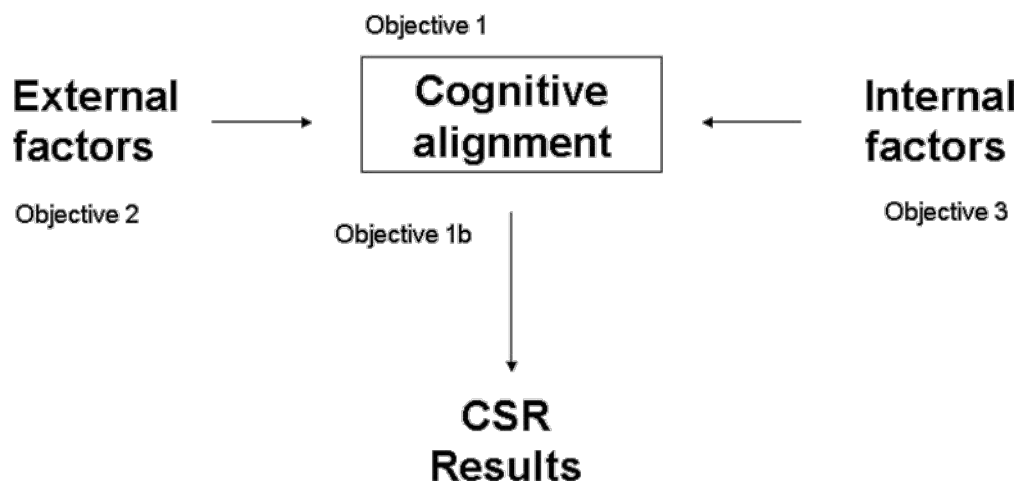 Objective 1
External
factors
Cognitive
alignment
Internal
factors
Objective 2
Objective 1b
Objective 3
CSR
Results